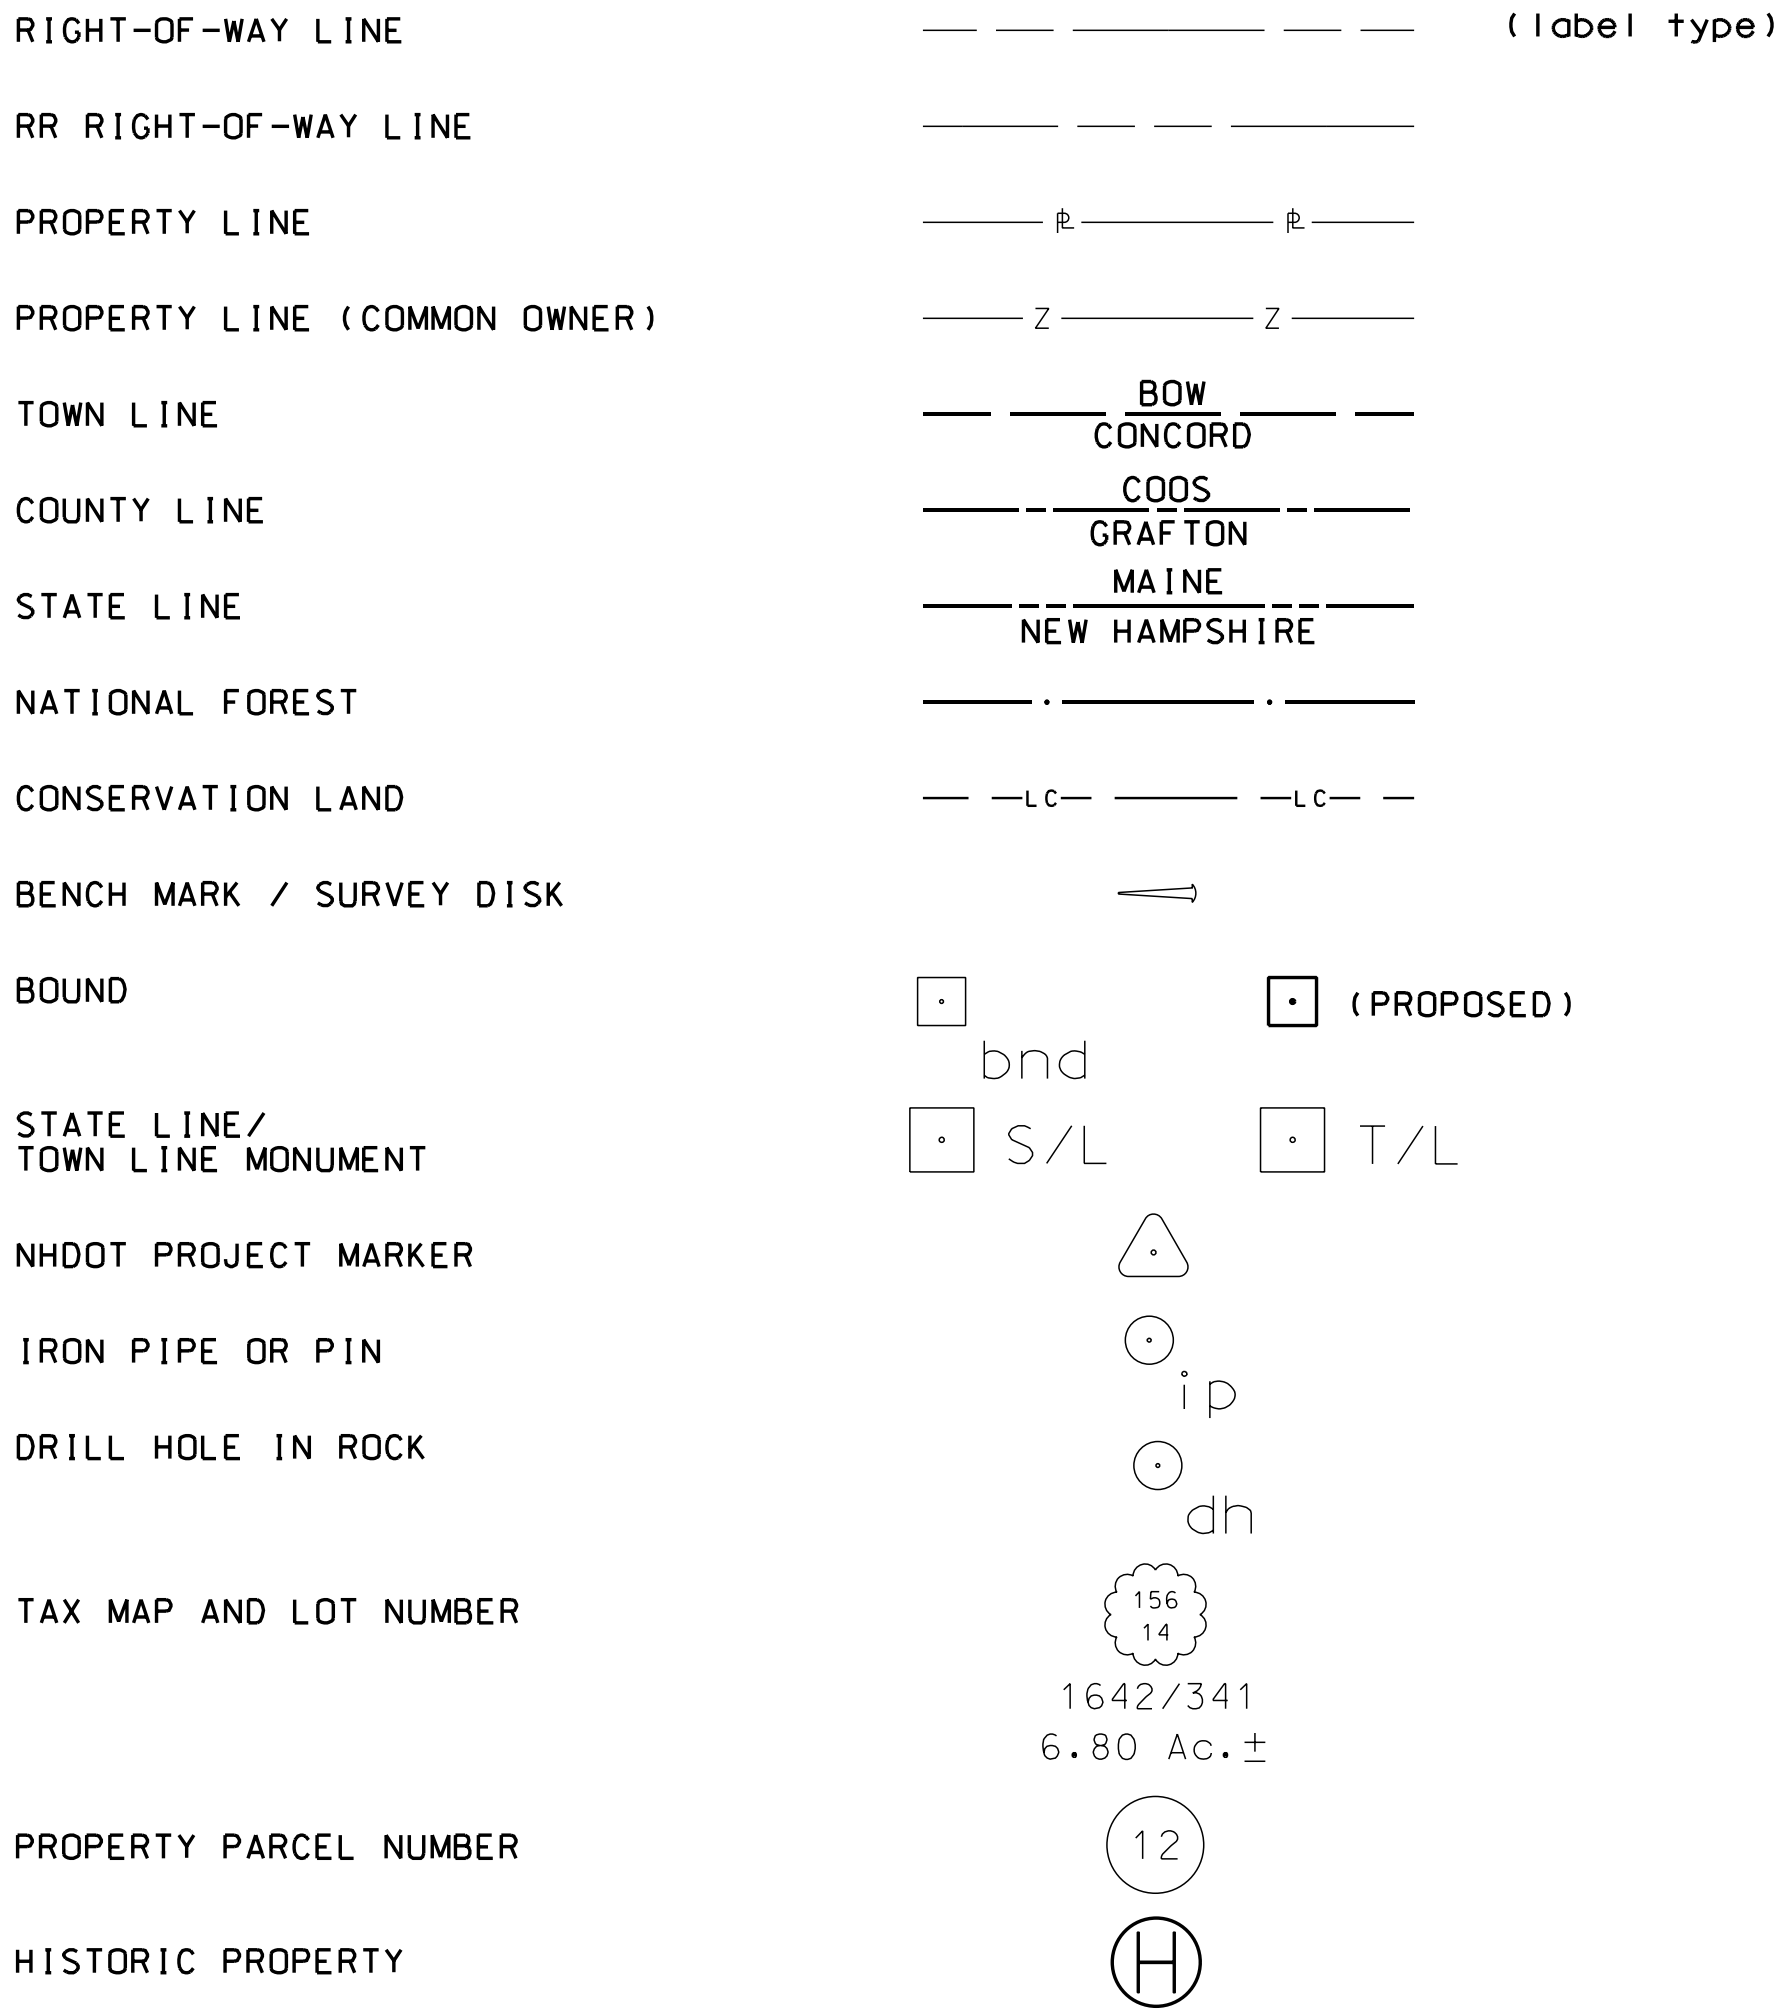 RIGHT-OF-WAY LINE (label type)
RR RIGHT-OF-WAY LINE
PROPERTY LINE PL PL
PROPERTY LINE (COMMON OWNER) Z Z
BOW
TOWN LINE
CONCORD
COOS
COUNTY LINE
GRAFTON
MAINE
STATE LINE
NEW HAMPSHIRE
NATIONAL FOREST
CONSERVATION LAND LC LC
BENCH MARK / SURVEY DISK
BOUND (PROPOSED)
bnd
STATE LINE/
TOWN LINE MONUMENT S/L T/L
NHDOT PROJECT MARKER
IRON PIPE OR PIN
ip
DRILL HOLE IN ROCK
dh
TAX MAP AND LOT NUMBER
156
14
1642/341
6.80 Ac.±
PROPERTY PARCEL NUMBER 12
HISTORIC PROPERTY H